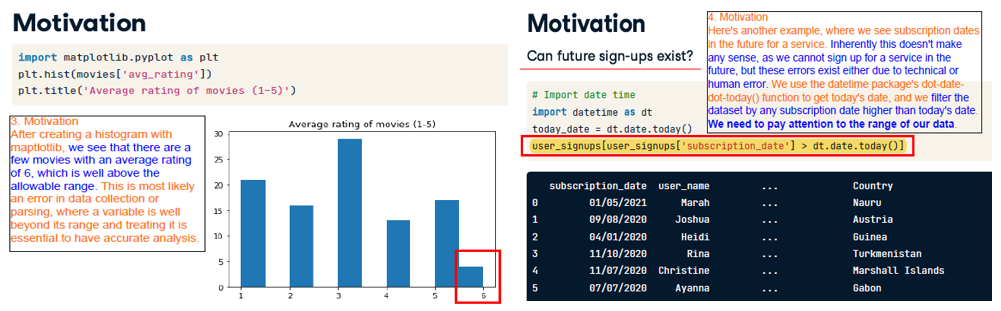 Motivation
import matplotlib.pyplot as plt
plt.hist(movies['avg_rating'])
plt.title('Average rating of movies (1-5)')
3. Motivation
After creating a histogram with
maptlotlib, we see that there are a
few movies with an average rating
of 6, which is well above the
allowable range. This is most likely
an error in data collection or
parsing, where a variable is well
beyond its range and treating it is
essential to have accurate analysis.
Average rating of movies (1-5)
30
25
20
15
10
5
0
1 2 3 4 5 6
Motivation
Can future sign-ups exist?
4. Motivation
Here's another example, where we see subscription dates
in the future for a service. Inherently this doesn't make
any sense, as we cannot sign up for a service in the
future, but these errors exist either due to technical or
human error. We use the datetime package's dot-date-
dot-today() function to get today's date, and we filter the
dataset by any subscription date higher than today's date.
We need to pay attention to the range of our data.
# Import date time
import datetime as dt
today_date = dt.date.today()
user_signups[user_signups['subscription_date'] > dt.date.today()]
subscription_date user_name ... Country
0 01/05/2021 Marah ... Nauru
1 09/08/2020 Joshua ... Austria
2 04/01/2020 Heidi ... Guinea
3 11/10/2020 Rina ... Turkmenistan
4 11/07/2020 Christine ... Marshall Islands
5 07/07/2020 Ayanna ... Gabon